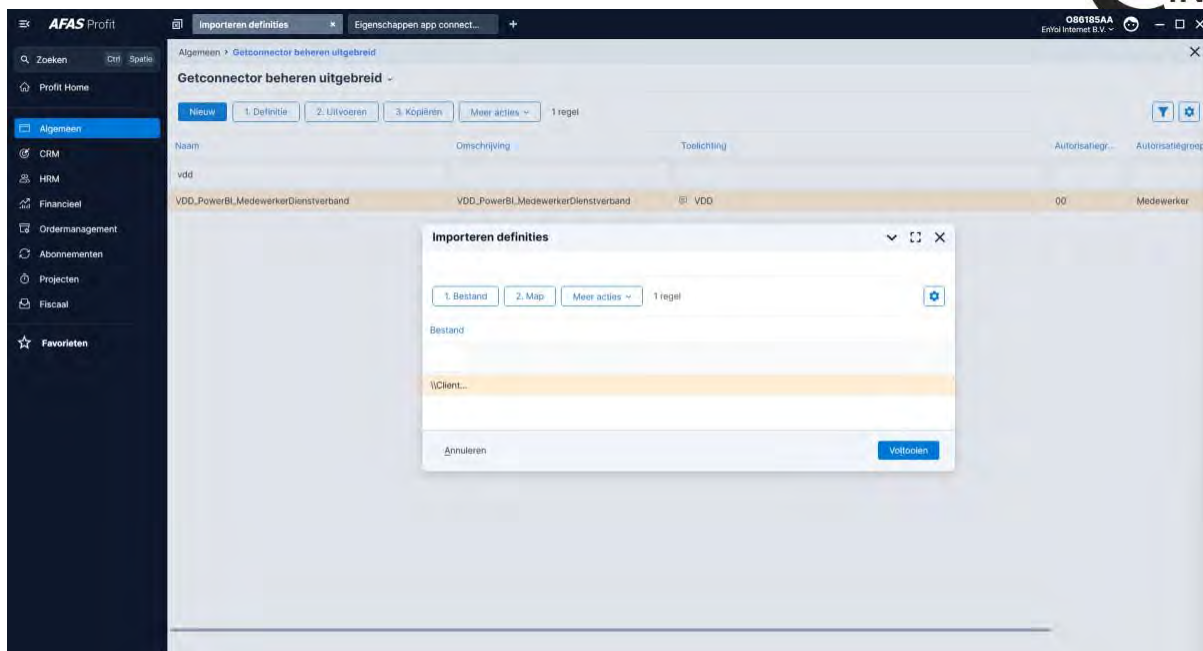 AFAS Profit
Importeren definities ×
Eigenschappen app connect...
+
O86185AA
EnYoi Internet B.V.
Zoeken Ctrl Spatie
Profit Home
Algemeen
CRM
HRM
Financieel
Ordermanagement
Abonnementen
Projecten
Fiscaal
Favorieten
Algemeen > Getconnector beheren uitgebreid
Getconnector beheren uitgebreid
Nieuw 1. Definitie 2. Uitvoeren 3. Kopiëren Meer acties 1 regel
Naam Omschrijving Toelichting Autorisatiegr... Autorisatiegroep
vdd
VDD_PowerBI_MedewerkerDienstverband VDD_PowerBI_MedewerkerDienstverband VDD 00 Medewerker
Importeren definities
1. Bestand 2. Map Meer acties 1 regel
Bestand
\\Client...
Annuleren Voltooien